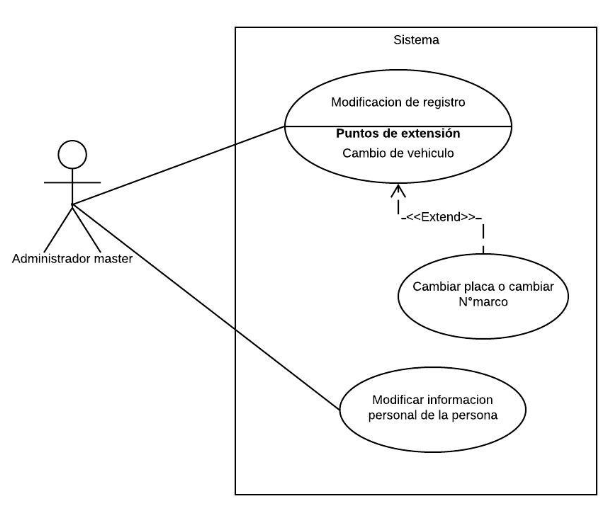 Sistema
Modificacion de registro
Puntos de extensión
Cambio de vehiculo
<<Extend>>
Administrador master
Cambiar placa o cambiar
N°marco
Modificar informacion
personal de la persona